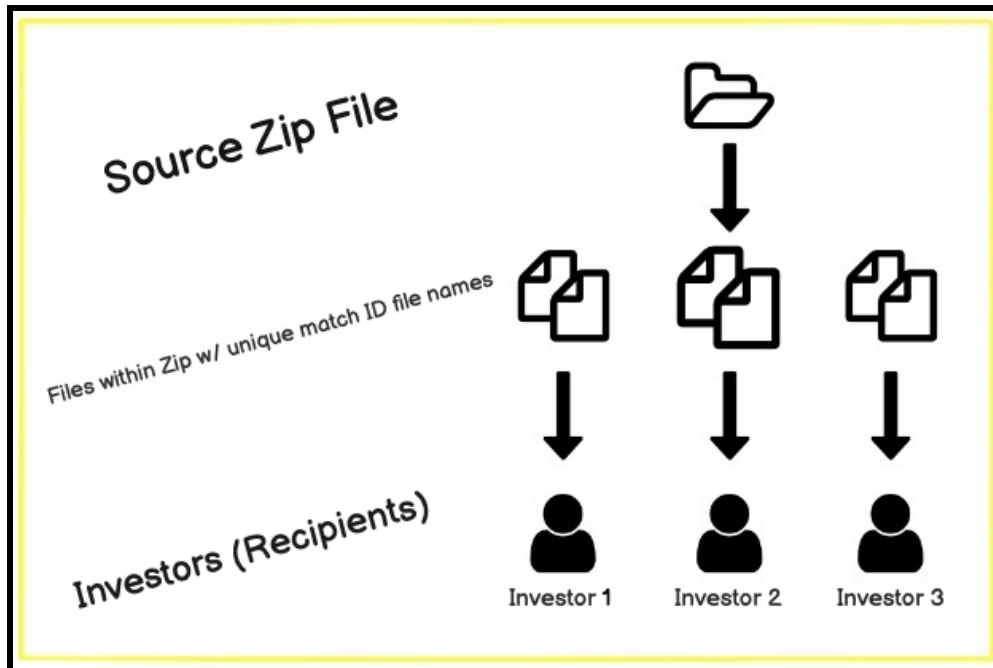 Source Zip File
Files within Zip w/ unique match ID file names
Investors (Recipients)
Investor 1
Investor 2
Investor 3